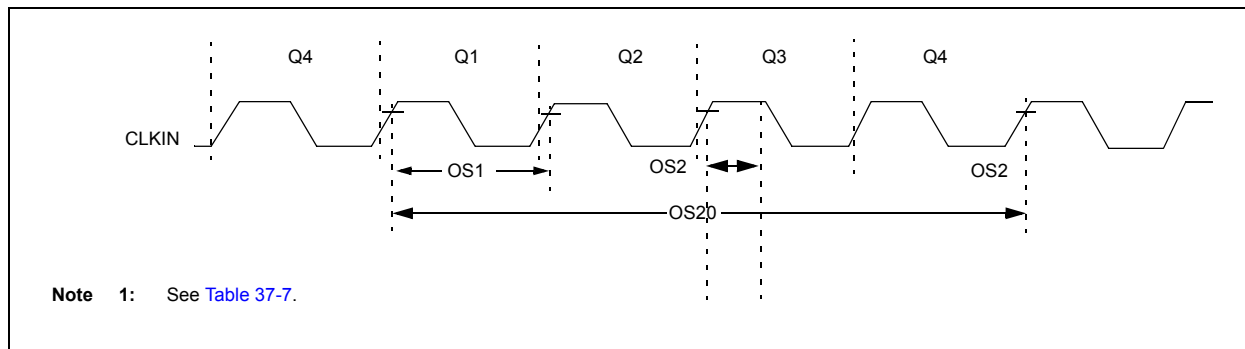 Q4 Q1 Q2 Q3 Q4
CLKIN
OS1 OS2 OS2
OS20
Note 1: See Table 37-7.